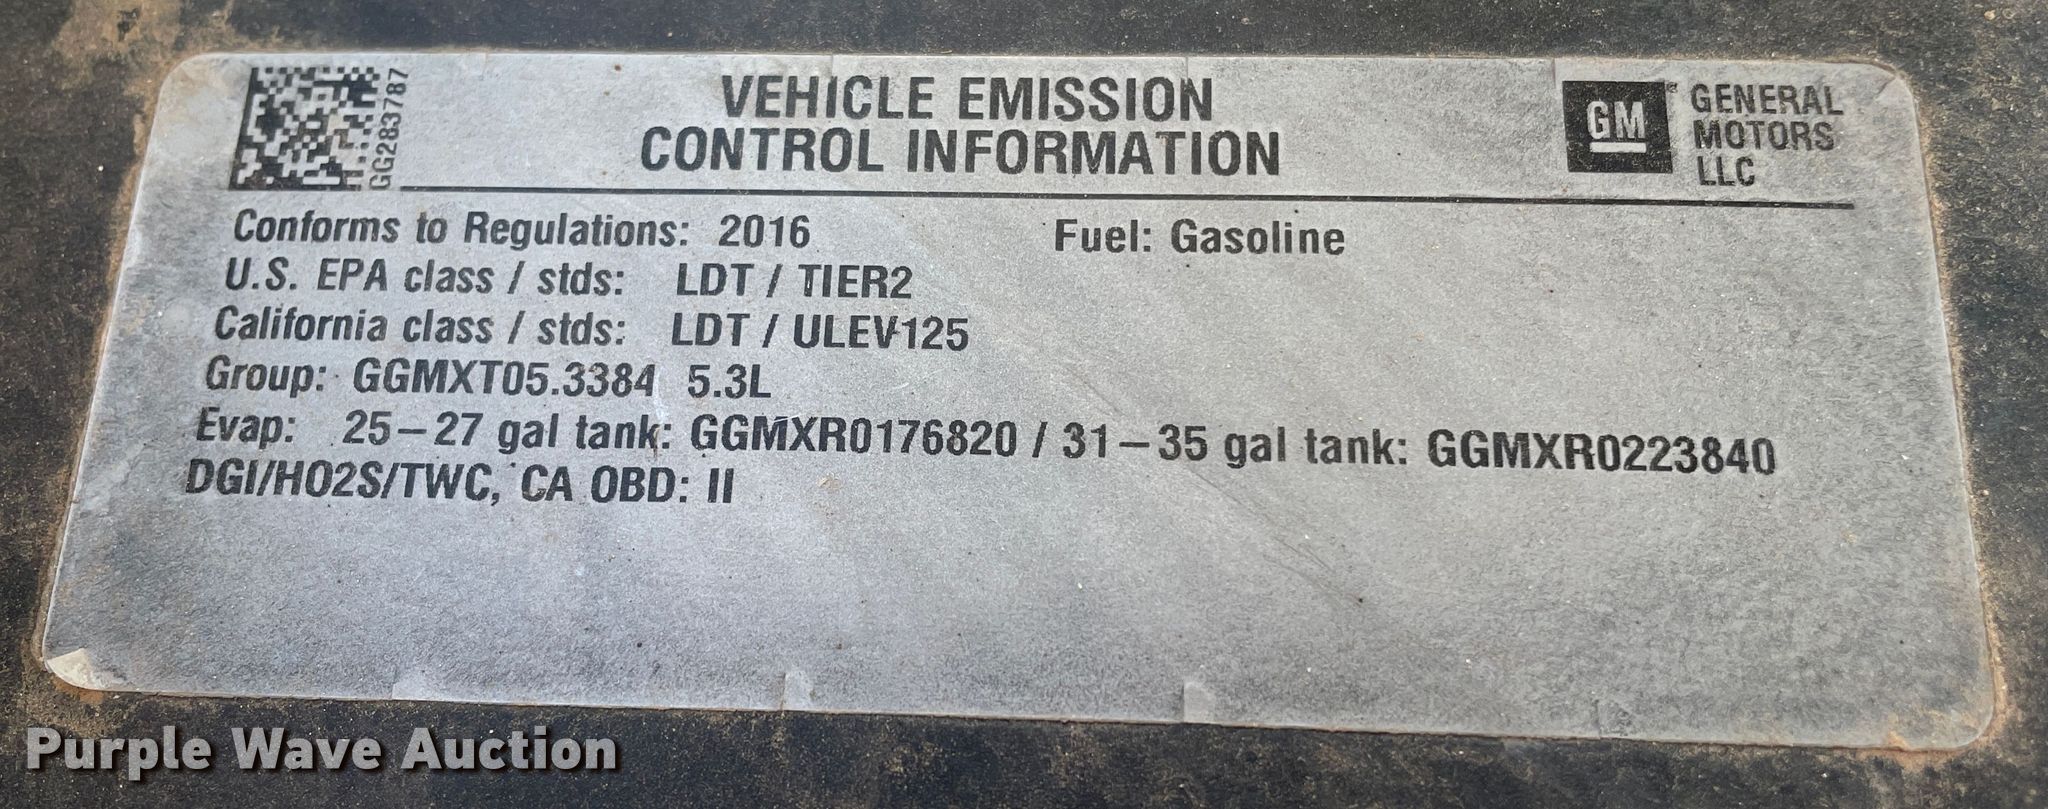 GG283787
VEHICLE EMISSION
CONTROL INFORMATION
GM
GENERAL
MOTORS
LLC
Conforms to Regulations: 2016 Fuel: Gasoline
U.S. EPA class / stds: LDT / TIER2
California class / stds: LDT / ULEV125
Group: GGMXT05.3384 5.3L
Evap: 25-27 gal tank: GGMXR0176820 / 31-35 gal tank: GGMXR0223840
DGI/HO2S/TWC, CA OBD: II
Purple Wave Auction